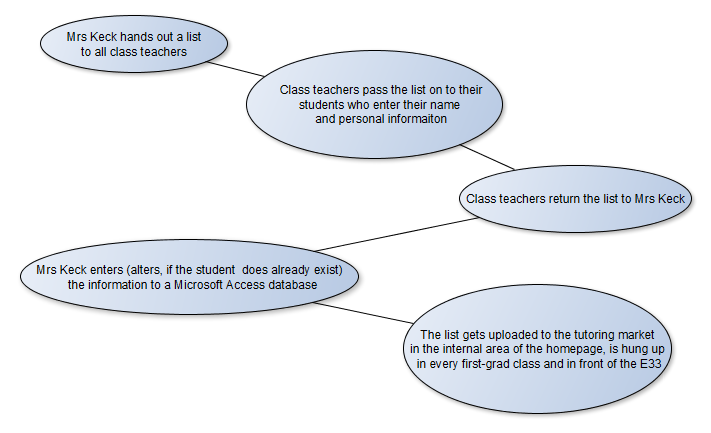 Mrs Keck hands out a list
to all class teachers
Class teachers pass the list on to their
students who enter their name
and personal informaiton
Class teachers return the list to Mrs Keck
Mrs Keck enters (alters, if the student does already exist)
the information to a Microsoft Access database
The list gets uploaded to the tutoring market
in the internal area of the homepage, is hung up
in every first-grad class and in front of the E33